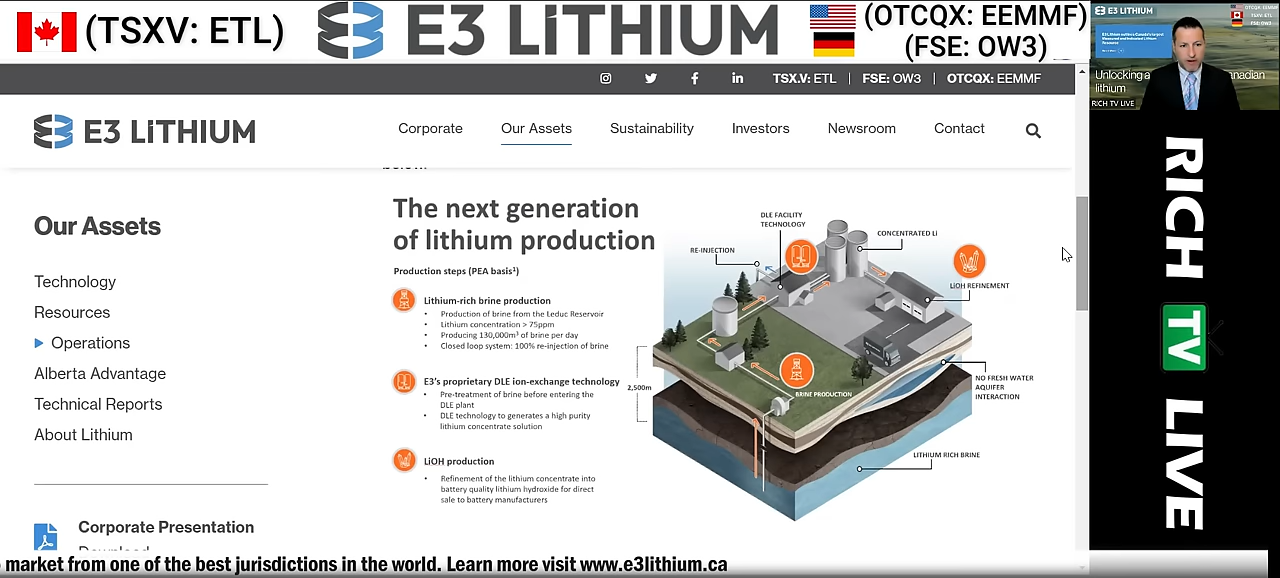 (TSXV: ETL)
E3 LiTHIUM
(OTCQX: EEMMF)
(FSE: OW3)
TSX.V: ETL | FSE: OW3 | OTCQX: EEMMF
E3 LiTHIUM
Corporate
Our Assets
Sustainability
Investors
Newsroom
Contact
Our Assets
Technology
Resources
Operations
Alberta Advantage
Technical Reports
About Lithium
Corporate Presentation
Download
The next generation
of lithium production
Production steps (PEA basis¹)
Lithium-rich brine production
• Production of brine from the Leduc Reservoir
• Lithium concentration > 75ppm
• Producing 130,000m³ of brine per day
• Closed loop system: 100% re-injection of brine
E3's proprietary DLE ion-exchange technology
• Pre-treatment of brine before entering the
DLE plant
• DLE technology to generates a high purity
lithium concentrate solution
LiOH production
• Refinement of the lithium concentrate into
battery quality lithium hydroxide for direct
sale to battery manufacturers
DLE FACILITY
TECHNOLOGY
RE-INJECTION
CONCENTRATED Li
LiOH REFINEMENT
2,500m
BRINE PRODUCTION
NO FRESH WATER
AQUIFER
INTERACTION
LITHIUM RICH BRINE
E3 LITHIUM
Unlocking a
anadian
lithium
RICH TV LIVE
RICH
TV
LIVE
market from one of the best jurisdictions in the world. Learn more visit www.e3lithium.ca